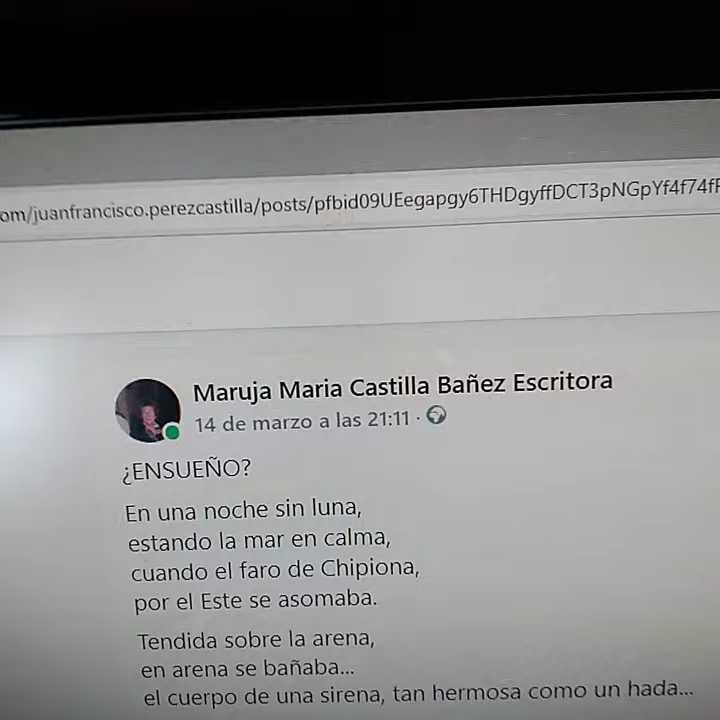 om/juanfrancisco.perezcastilla/posts/pfbid09UEegapgy6THDgyffDCT3pNGpYf4f74ff
Maruja Maria Castilla Bañez Escritora
14 de marzo a las 21:11 ·
¿ENSUEÑO?
En una noche sin luna,
estando la mar en calma,
cuando el faro de Chipiona,
por el Este se asomaba.
Tendida sobre la arena,
en arena se bañaba...
el cuerpo de una sirena, tan hermosa como un hada...